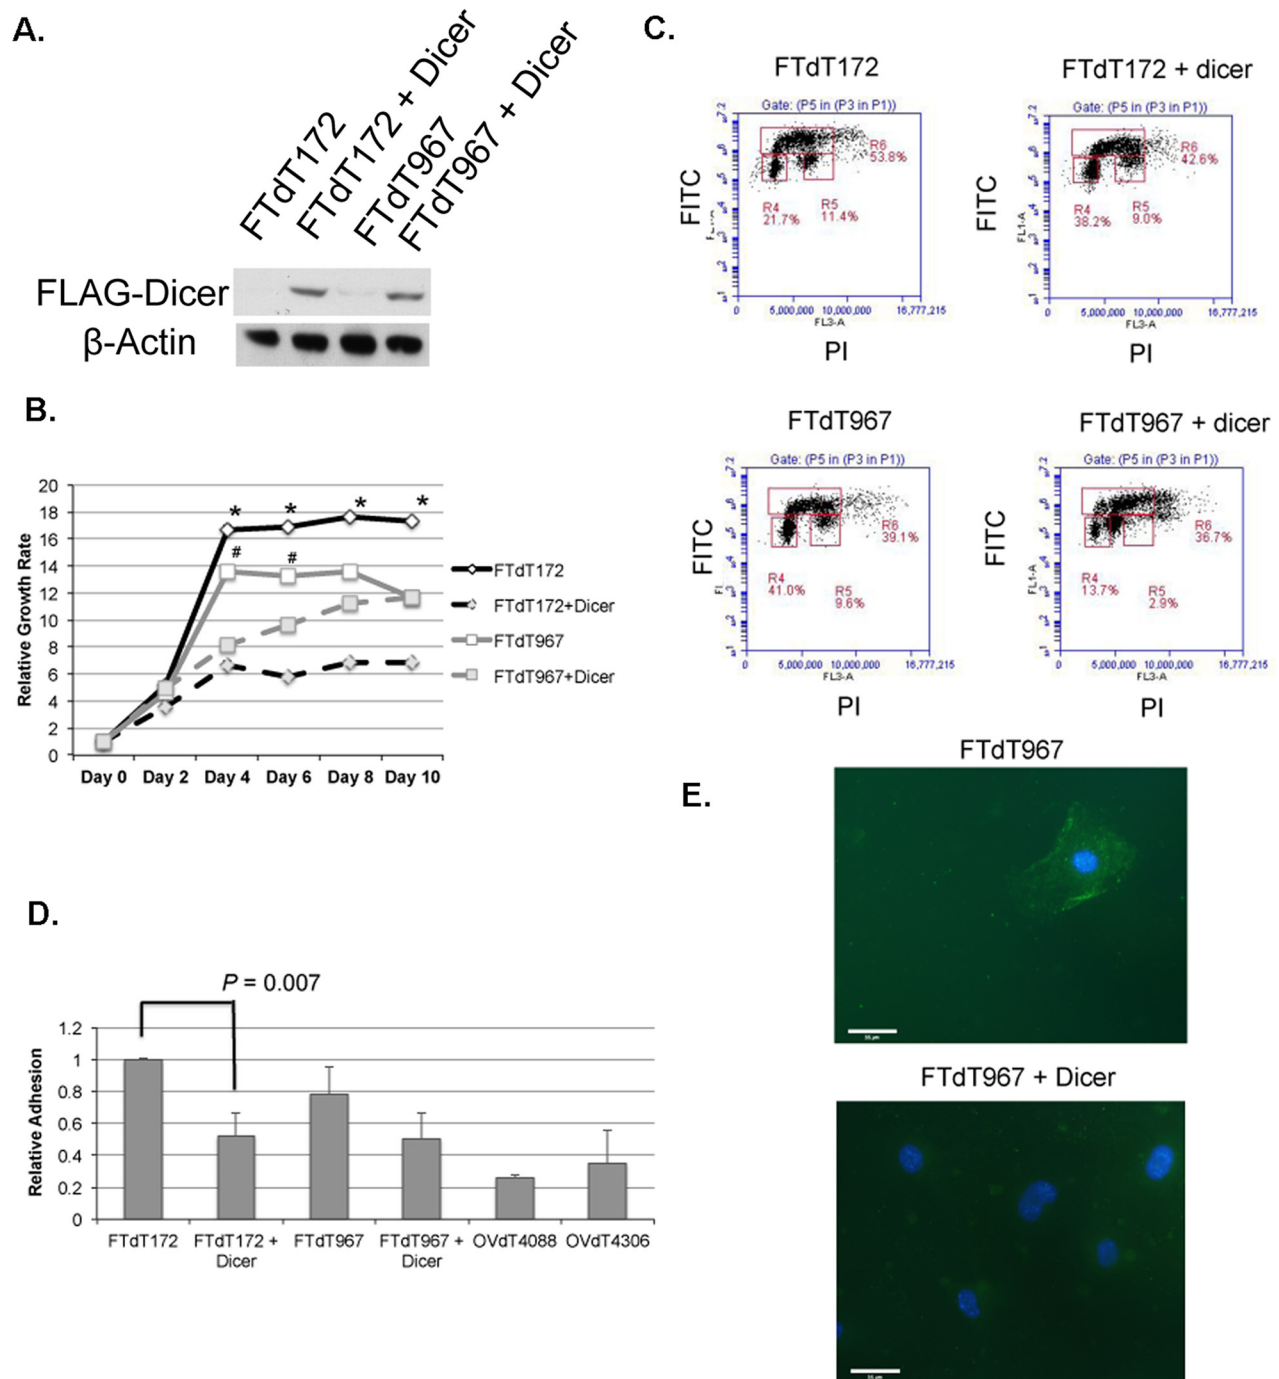 A.
FTdT172
FTdT172 + Dicer
FTdT967
FTdT967 + Dicer
FLAG-Dicer
β-Actin
B.
Relative Growth Rate
20
18
16
14
12
10
8
6
4
2
0
* * * *
# #
Day 0 Day 2 Day 4 Day 6 Day 8 Day 10
FTdT172
FTdT172+Dicer
FTdT967
FTdT967+Dicer
C.
FTdT172
Gate: (P5 in (P3 in P1))
FITC
R6
53.8%
R4
21.7%
R5
11.4%
0 5,000,000 10,000,000 16,777,215
FL3-A
PI
FTdT172 + dicer
Gate: (P5 in (P3 in P1))
FITC
FL1-A
R6
42.6%
R4
38.2%
R5
9.0%
0 5,000,000 10,000,000 16,777,215
FL3-A
PI
FTdT967
Gate: (P5 in (P3 in P1))
FITC
R6
39.1%
R4
41.0%
R5
9.6%
0 5,000,000 10,000,000 16,777,215
FL3-A
PI
FTdT967 + dicer
Gate: (P5 in (P3 in P1))
FITC
FL1-A
R6
36.7%
R4
13.7%
R5
2.9%
0 5,000,000 10,000,000 16,777,215
FL3-A
PI
D.
P = 0.007
Relative Adhesion
1.2
1
0.8
0.6
0.4
0.2
0
FTdT172
FTdT172 +
Dicer
FTdT967
FTdT967 +
Dicer
OVdT4088
OVdT4306
E.
FTdT967
FTdT967 + Dicer